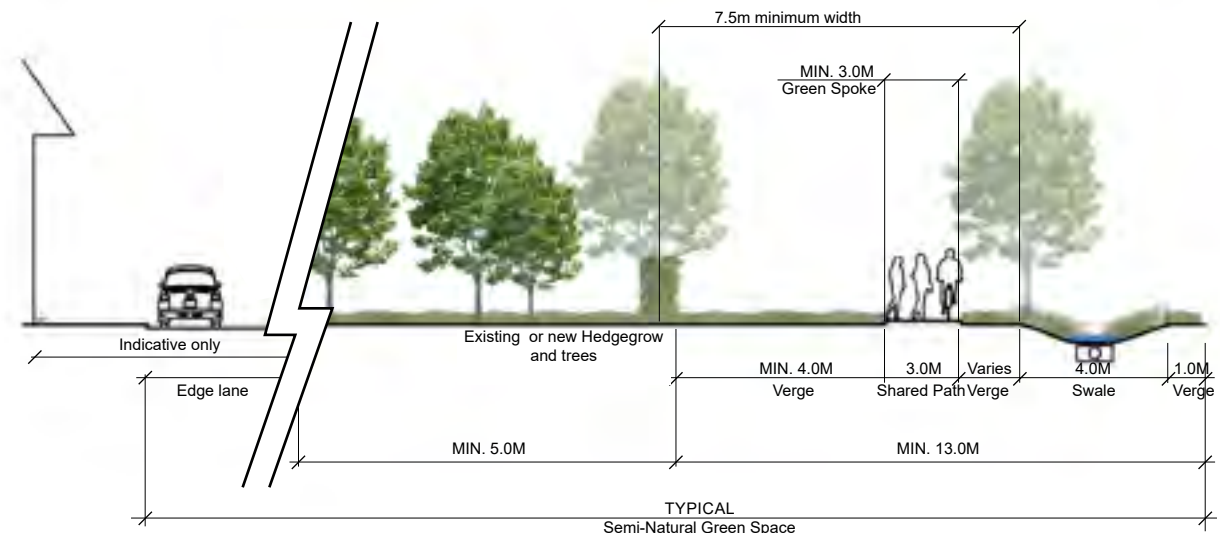 7.5m minimum width
MIN. 3.0M
Green Spoke
Indicative only
Existing or new Hedgegrow
and trees
Edge lane
MIN. 4.0M
Verge
3.0M
Shared Path
Varies
Verge
4.0M
Swale
1.0M
Verge
MIN. 5.0M
MIN. 13.0M
TYPICAL
Semi-Natural Green Space